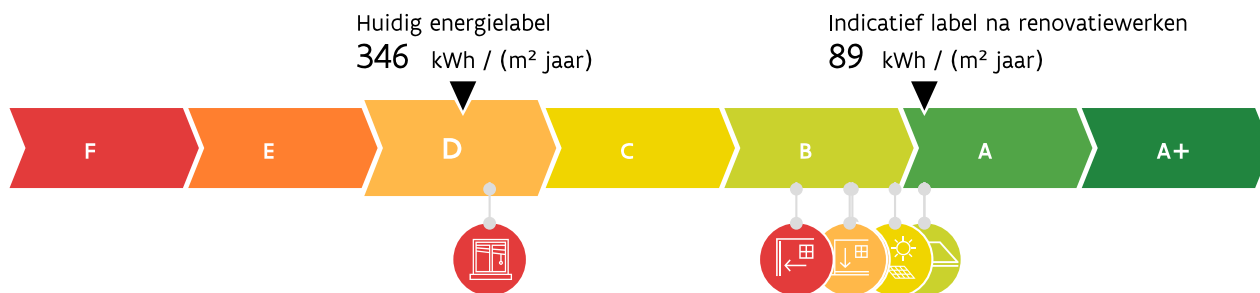 Huidig energielabel
346 kWh / (m² jaar)
Indicatief label na renovatiewerken
89 kWh / (m² jaar)
F E D C B A A+